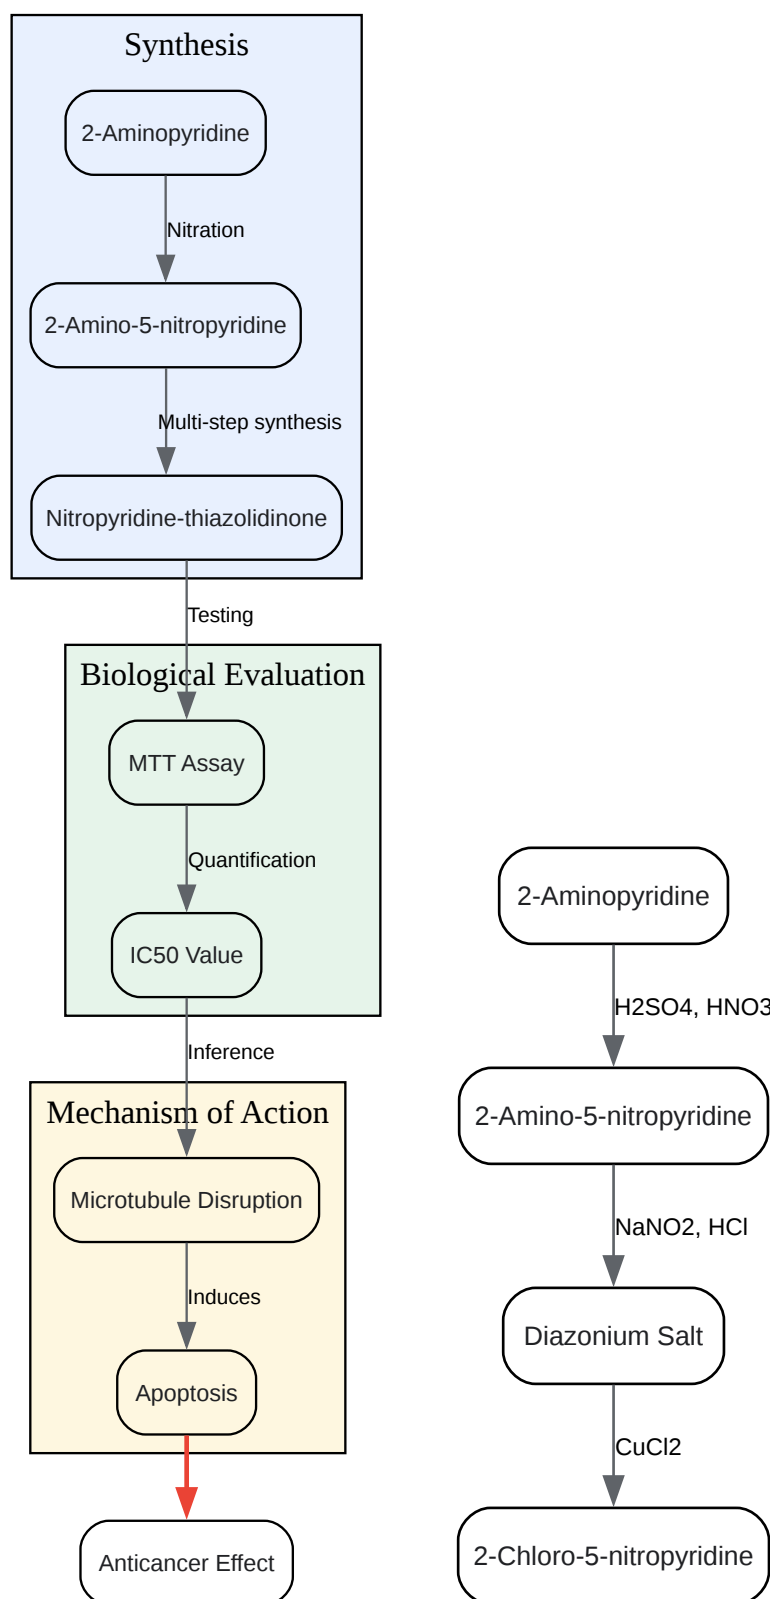 Synthesis
2-Aminopyridine
Nitration
2-Amino-5-nitropyridine
Multi-step synthesis
Nitropyridine-thiazolidinone
Testing
Biological Evaluation
MTT Assay
Quantification
IC50 Value
Inference
Mechanism of Action
Microtubule Disruption
Induces
Apoptosis
Anticancer Effect
2-Aminopyridine
H2SO4, HNO3
2-Amino-5-nitropyridine
NaNO2, HCl
Diazonium Salt
CuCl2
2-Chloro-5-nitropyridine